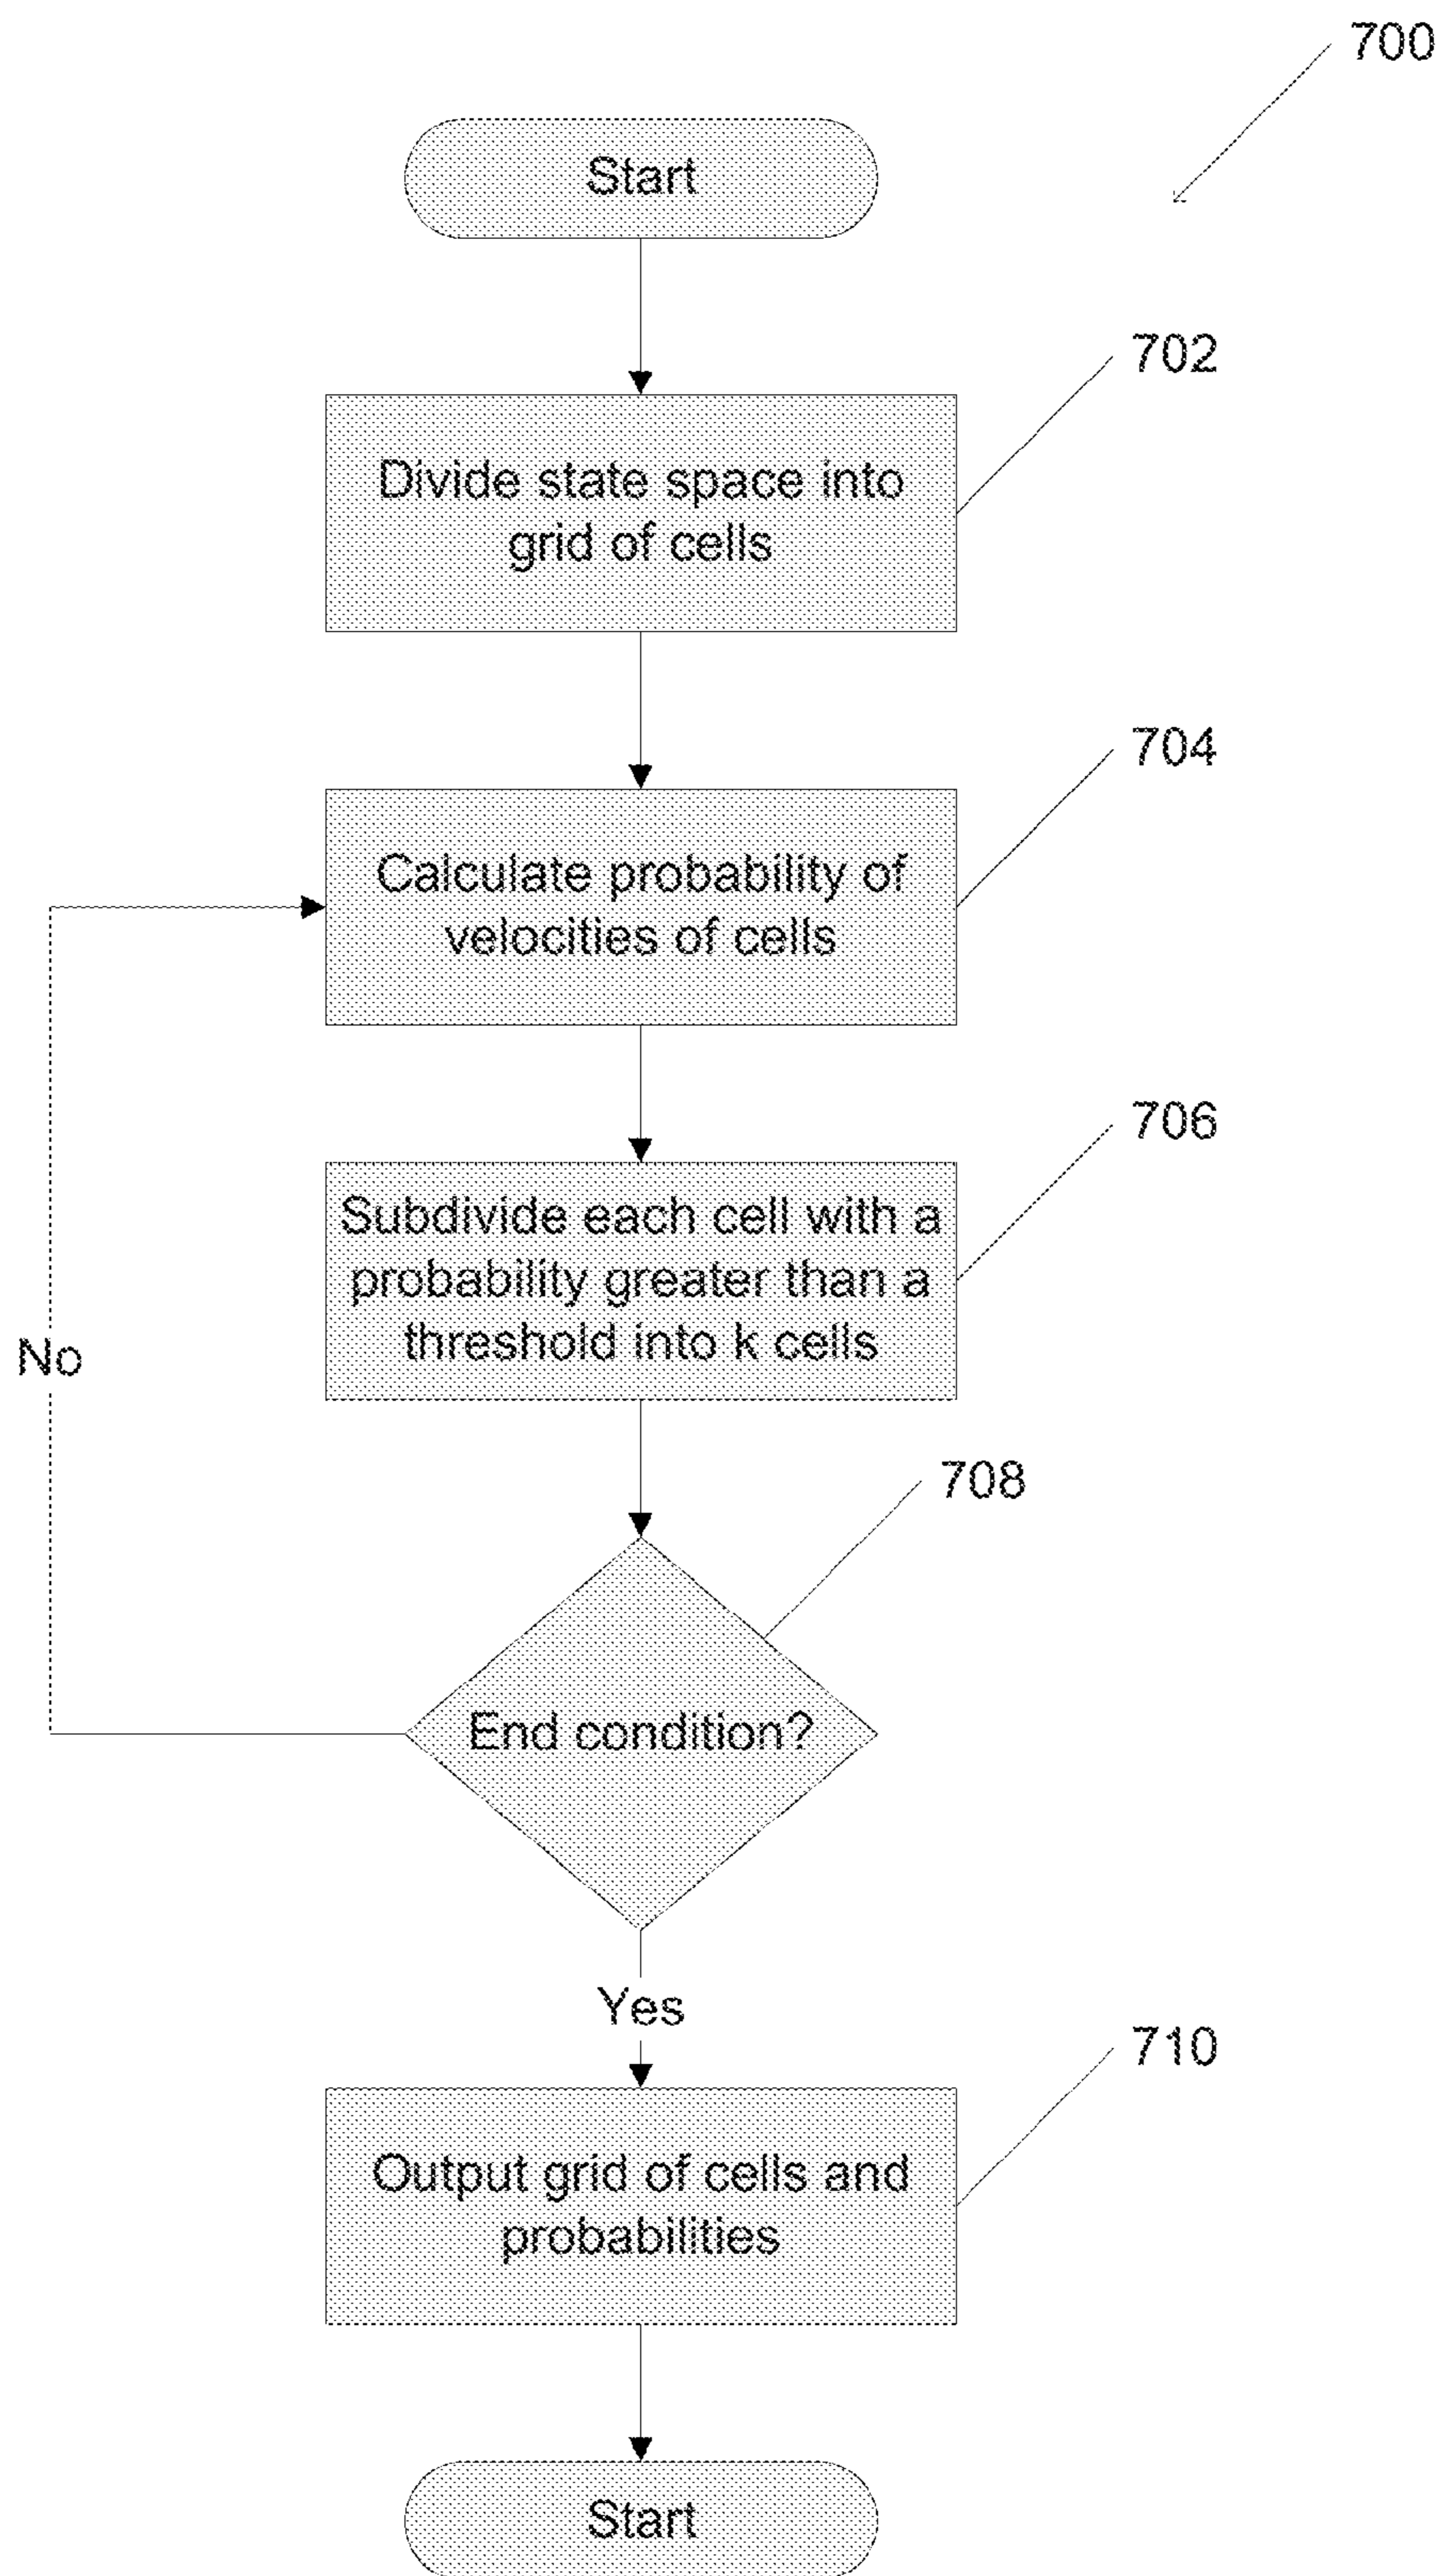 700
Start
702
Divide state space into
grid of cells
704
Calculate probability of
velocities of cells
706
Subdivide each cell with a
probability greater than a
threshold into k cells
No
708
End condition?
Yes
710
Output grid of cells and
probabilities
Start